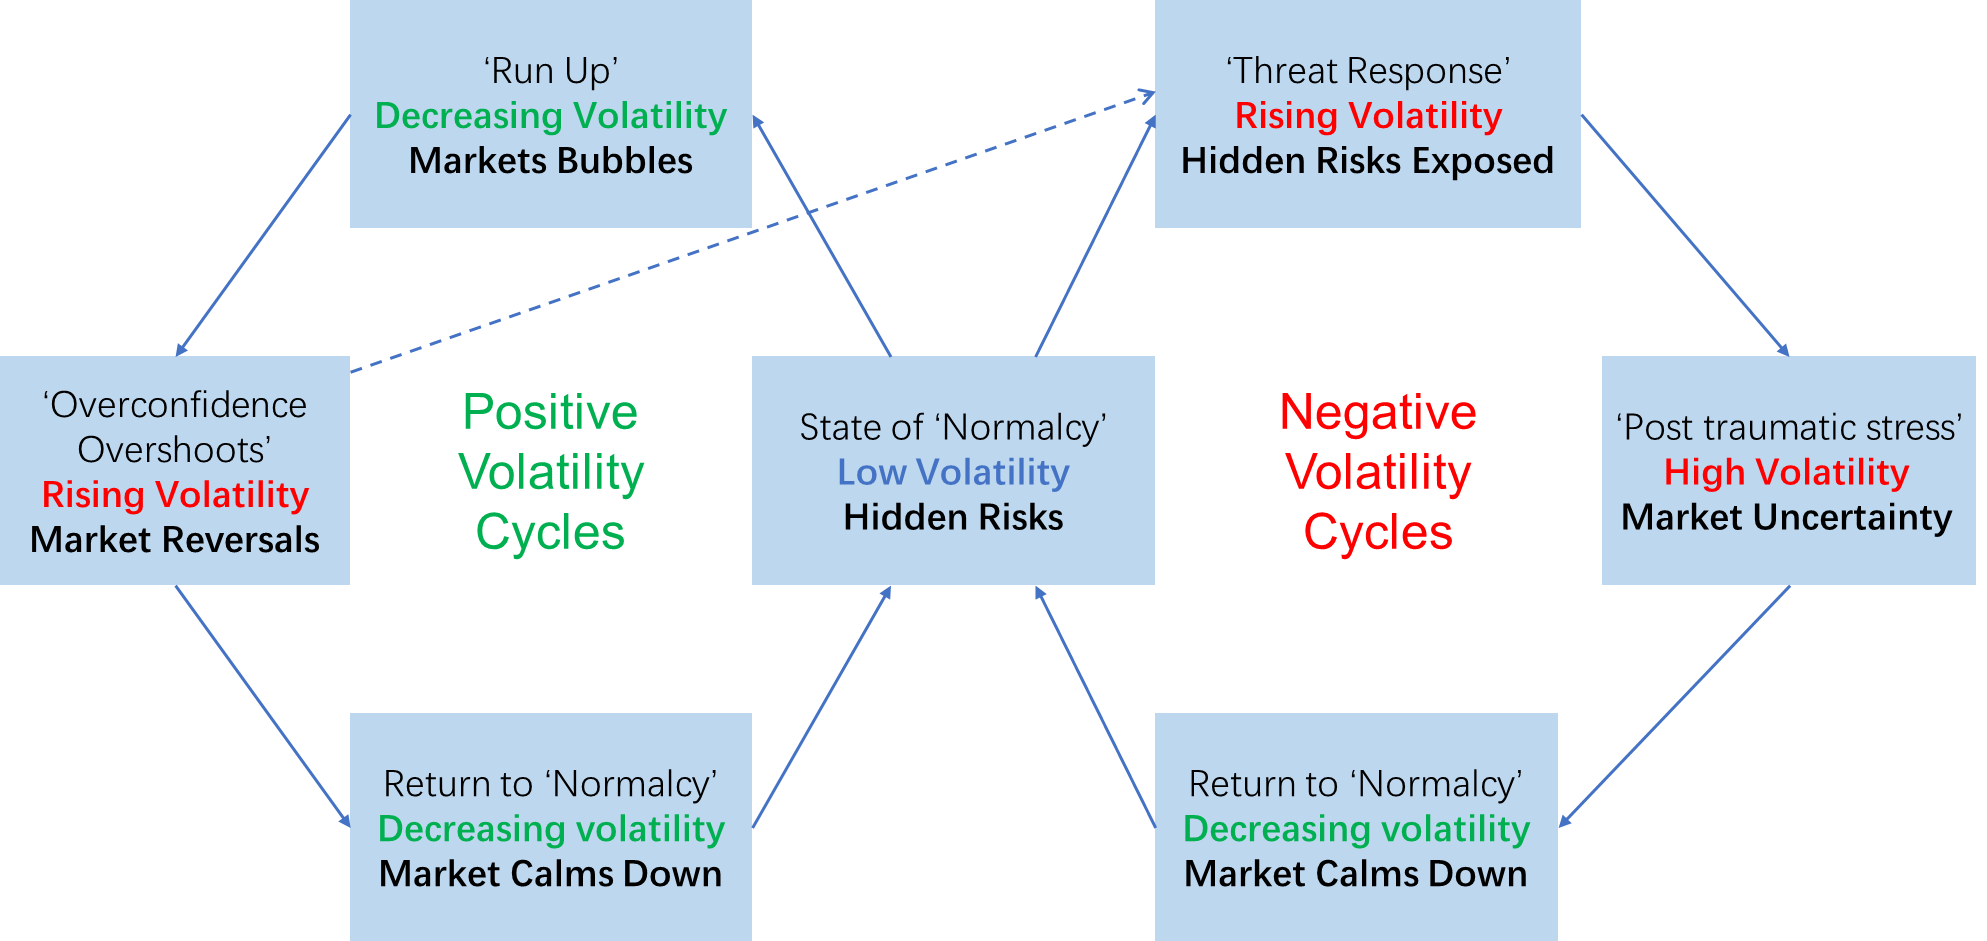 ‘Run Up’
Decreasing Volatility
Markets Bubbles
‘Threat Response’
Rising Volatility
Hidden Risks Exposed
‘Overconfidence
Overshoots’
Rising Volatility
Market Reversals
Positive
Volatility
Cycles
State of ‘Normalcy’
Low Volatility
Hidden Risks
Negative
Volatility
Cycles
‘Post traumatic stress’
High Volatility
Market Uncertainty
Return to ‘Normalcy’
Decreasing volatility
Market Calms Down
Return to ‘Normalcy’
Decreasing volatility
Market Calms Down